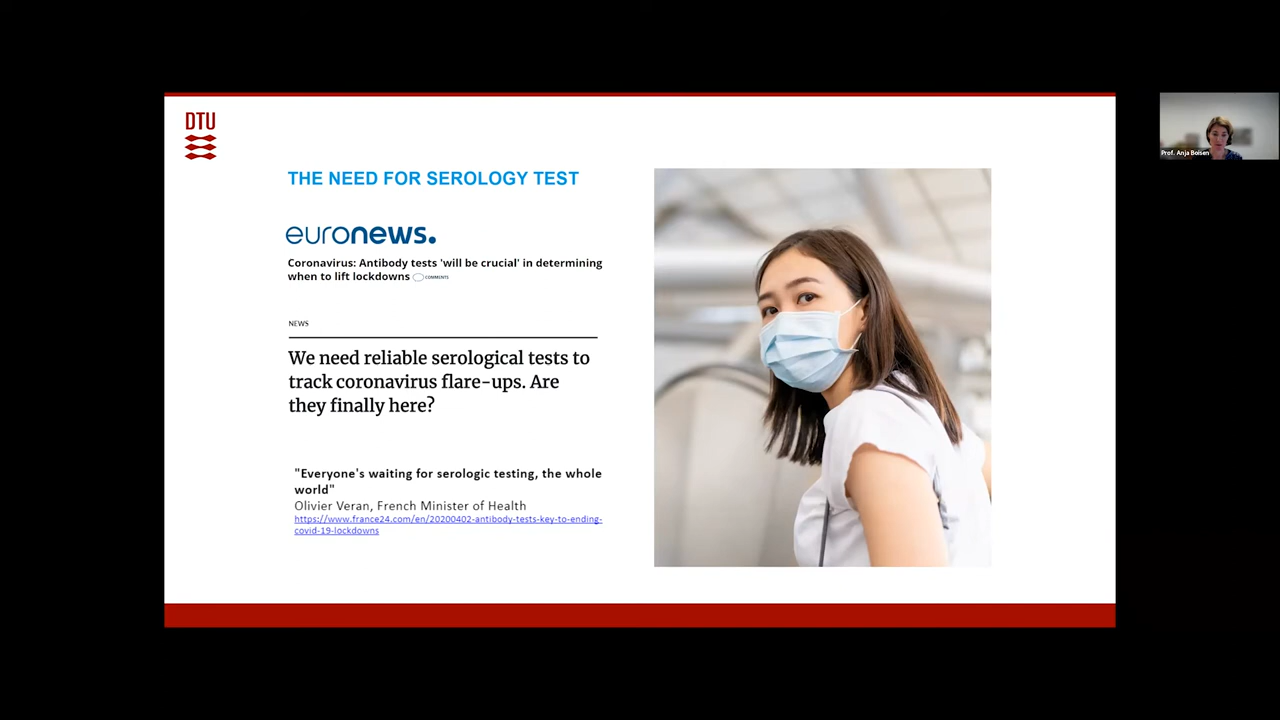 DTU
THE NEED FOR SEROLOGY TEST
euronews.
Coronavirus: Antibody tests 'will be crucial' in determining
when to lift lockdowns COMMENTS
NEWS
We need reliable serological tests to
track coronavirus flare-ups. Are
they finally here?
"Everyone's waiting for serologic testing, the whole
world"
Olivier Veran, French Minister of Health
https://www.france24.com/en/20200402-antibody-tests-key-to-ending-
covid-19-lockdowns
Prof. Anja Boisen